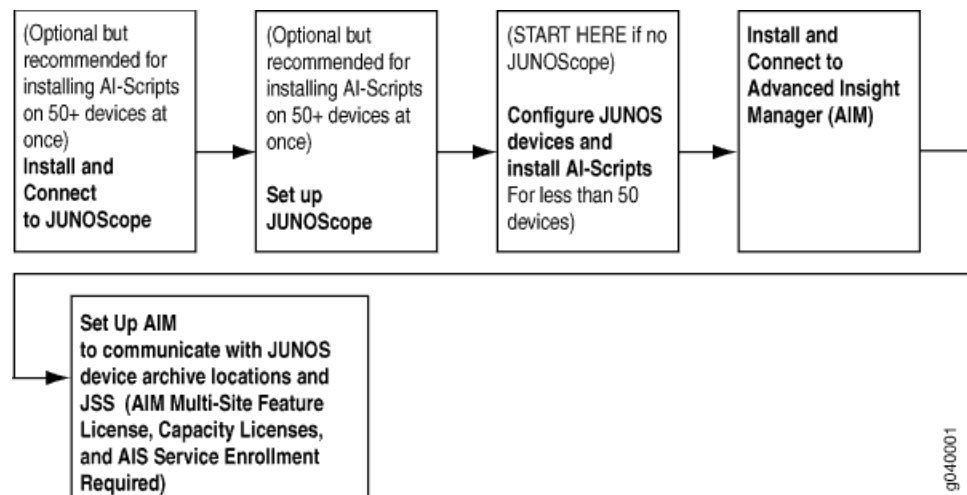 (Optional but
recommended for
installing AI-Scripts
on 50+ devices at
once)
Install and
Connect
to JUNOScope
(Optional but
recommended for
installing AI-Scripts
on 50+ devices at
once)
Set up
JUNOScope
(START HERE if no
JUNOScope)
Configure JUNOS
devices and
install AI-Scripts
For less than 50
devices)
Install and
Connect to
Advanced Insight
Manager (AIM)
Set Up AIM
to communicate with JUNOS
device archive locations and
JSS (AIM Multi-Site Feature
License, Capacity Licenses,
and AIS Service Enrollment
Required)
g040001